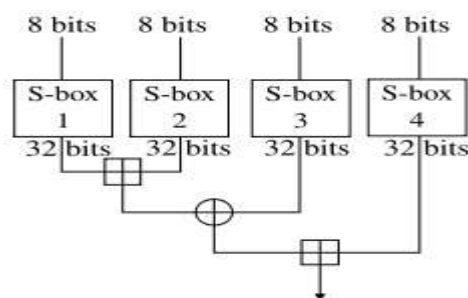 8 bits 8 bits 8 bits 8 bits
S-box S-box S-box S-box
1 2 3 4
32 bits 32 bits 32 bits 32 bits